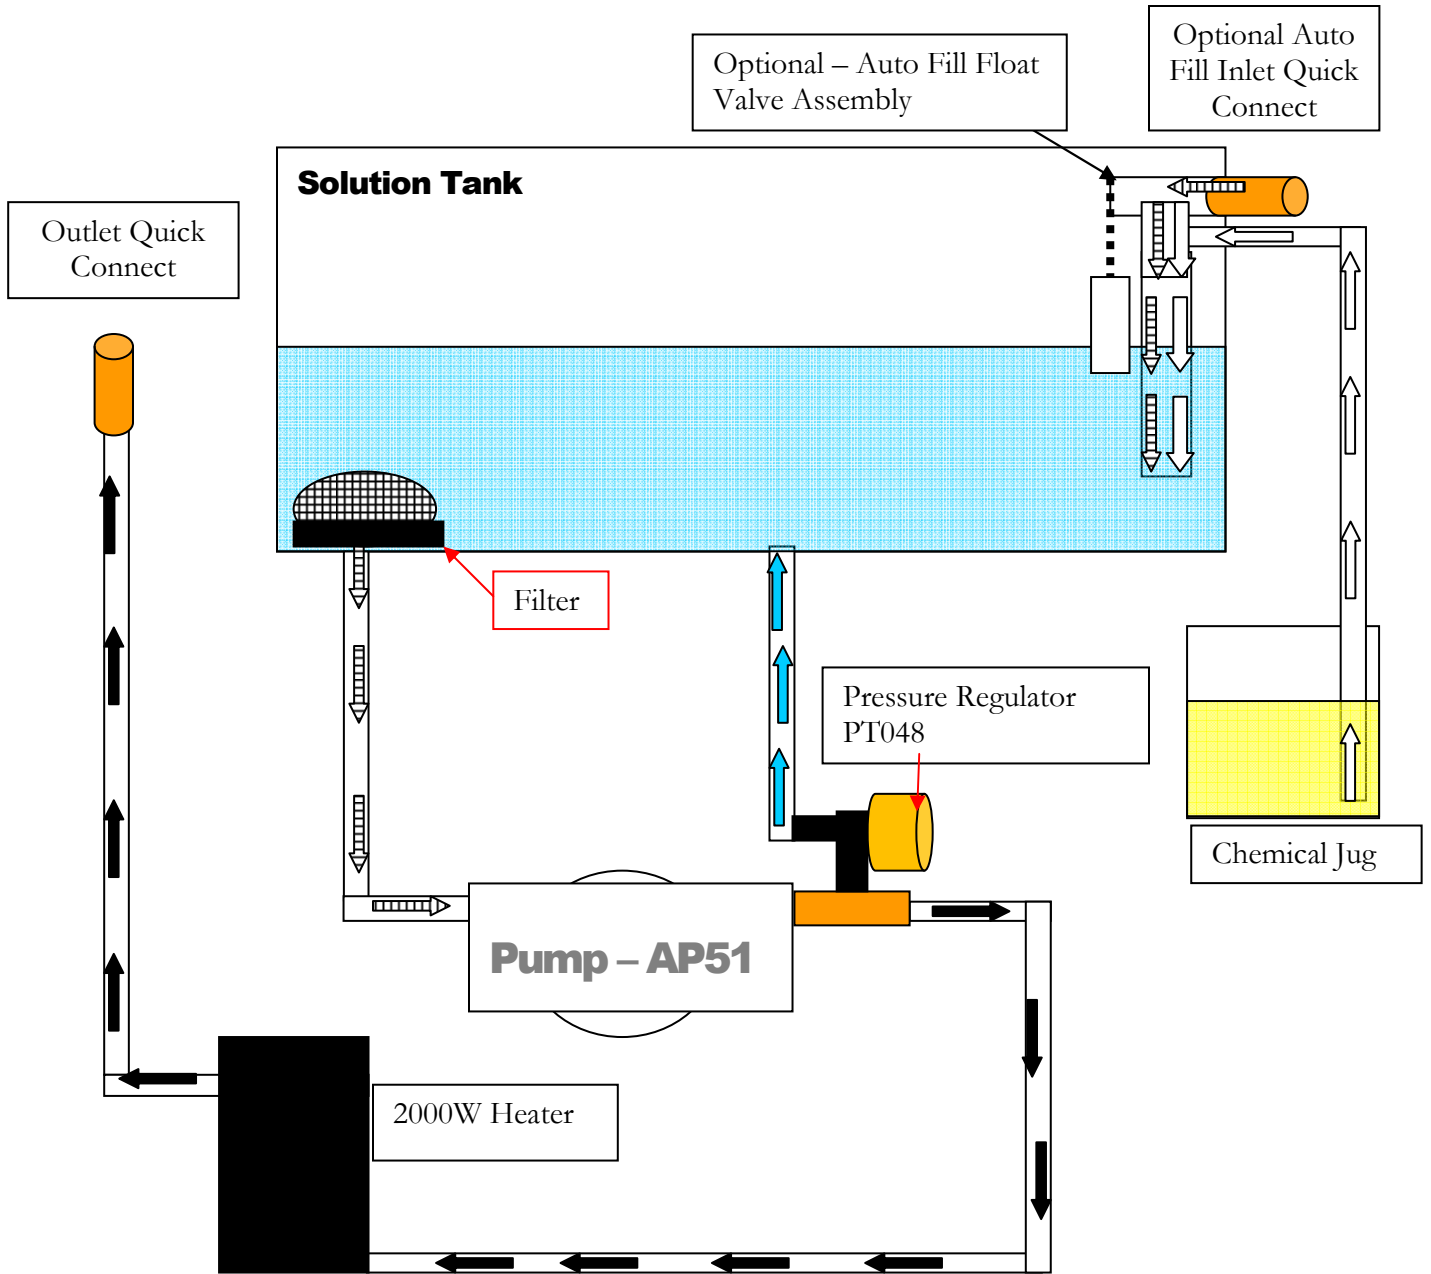 Optional Auto
Fill Inlet Quick
Connect
Optional – Auto Fill Float
Valve Assembly
Solution Tank
Outlet Quick
Connect
Filter
Pressure Regulator
PT048
Chemical Jug
Pump – AP51
2000W Heater